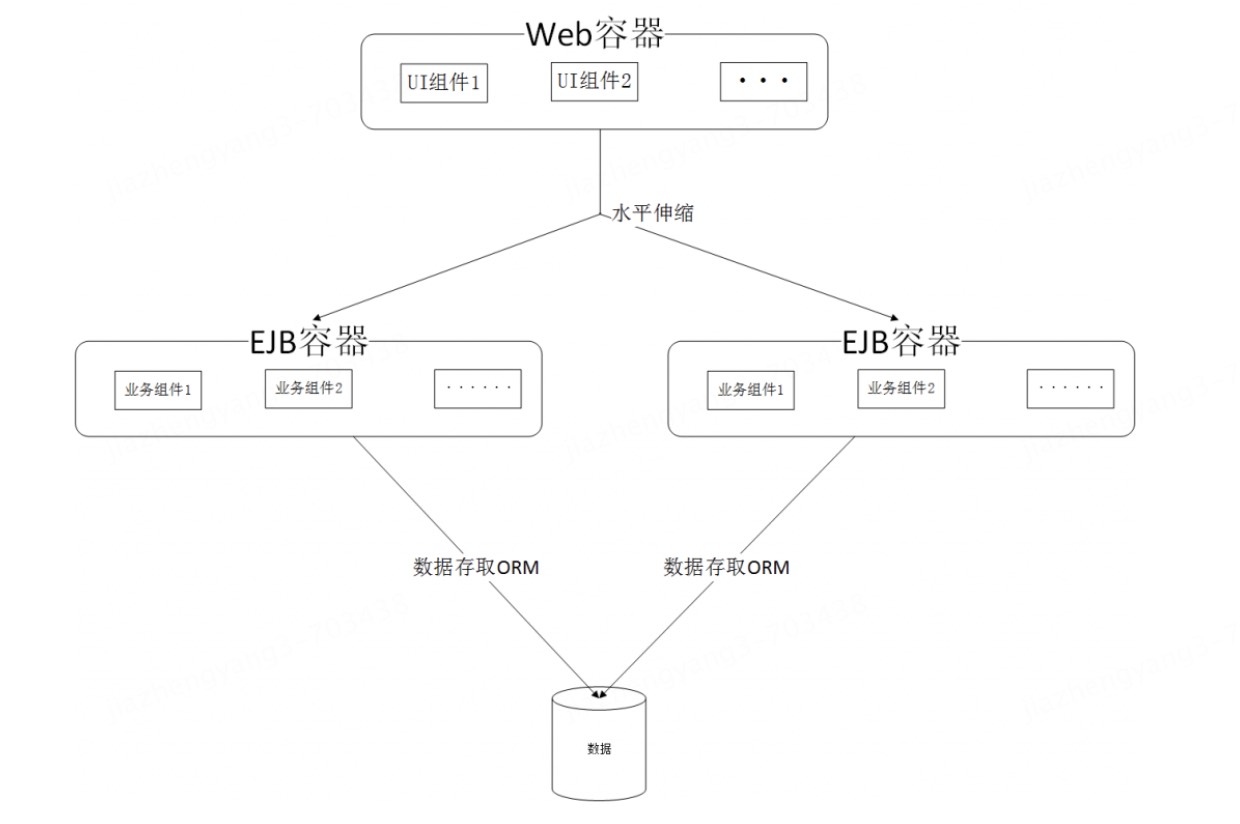 Web容器
UI组件1
UI组件2
•••
水平伸缩
EJB容器
EJB容器
业务组件1
业务组件2
······
业务组件1
业务组件2
······
数据存取ORM
数据存取ORM
数据